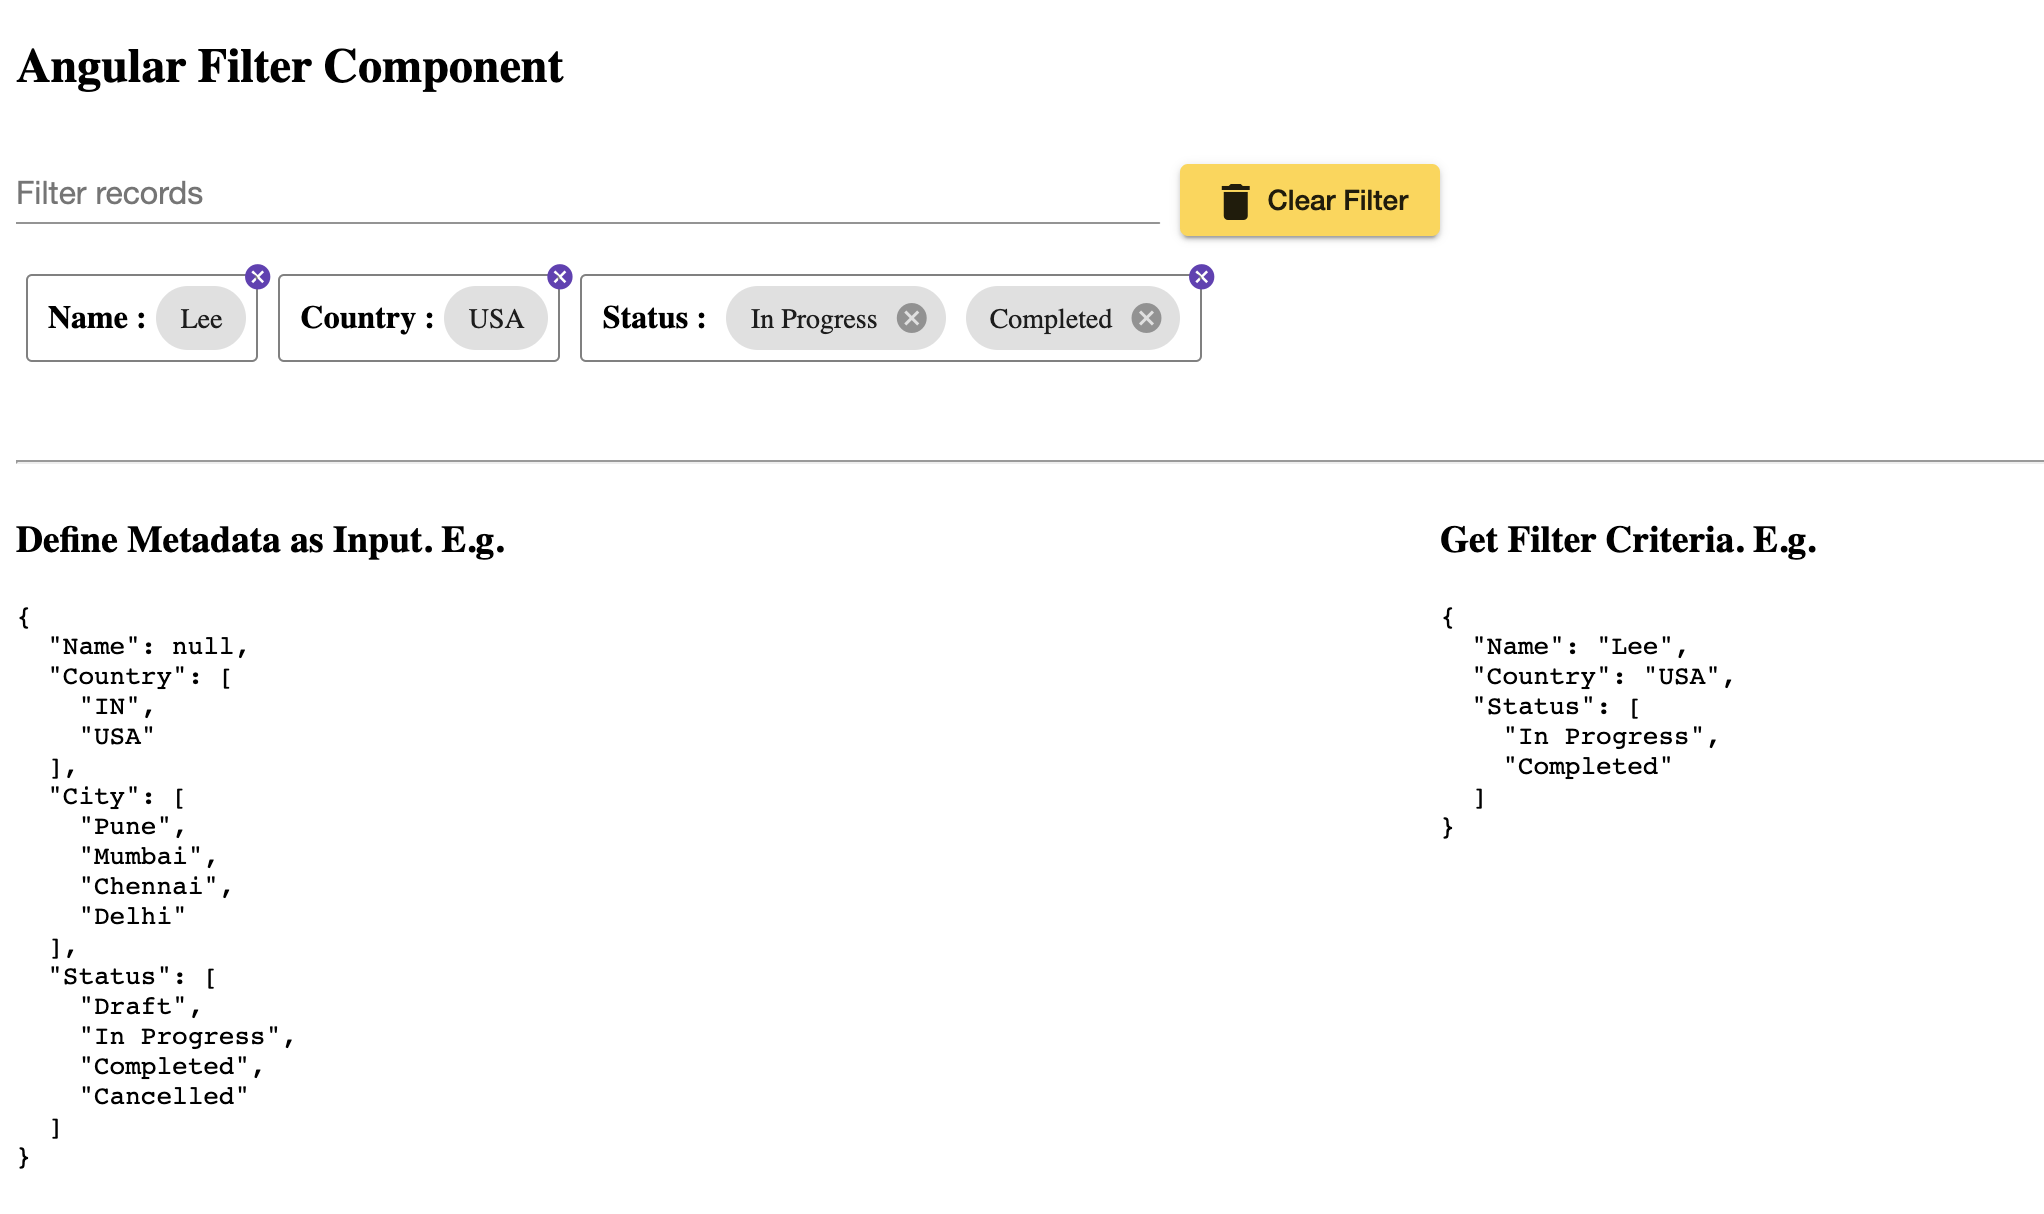 Angular Filter Component
Filter records
Clear Filter
Name : Lee
Country : USA
Status : In Progress Completed
Define Metadata as Input. E.g.
{
  "Name": null,
  "Country": [
    "IN",
    "USA"
  ],
  "City": [
    "Pune",
    "Mumbai",
    "Chennai",
    "Delhi"
  ],
  "Status": [
    "Draft",
    "In Progress",
    "Completed",
    "Cancelled"
  ]
}
Get Filter Criteria. E.g.
{
  "Name": "Lee",
  "Country": "USA",
  "Status": [
    "In Progress",
    "Completed"
  ]
}